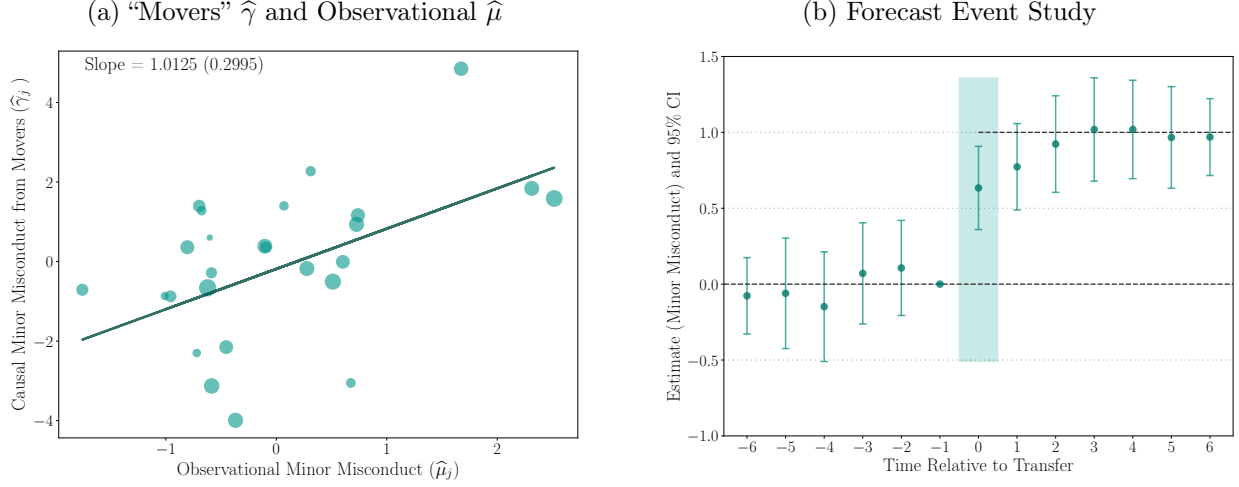 (a) “Movers” γ̂ and Observational μ̂
Slope = 1.0125 (0.2995)
Causal Minor Misconduct from Movers (γ̂ⱼ )
4
2
0
−2
−4
−1
0
1
2
Observational Minor Misconduct (μ̂ⱼ)
(b) Forecast Event Study
Estimate (Minor Misconduct) and 95% CI
1.5
1.0
0.5
0.0
−0.5
−1.0
−6 −5 −4 −3 −2 −1 0 1 2 3 4 5 6
Time Relative to Transfer